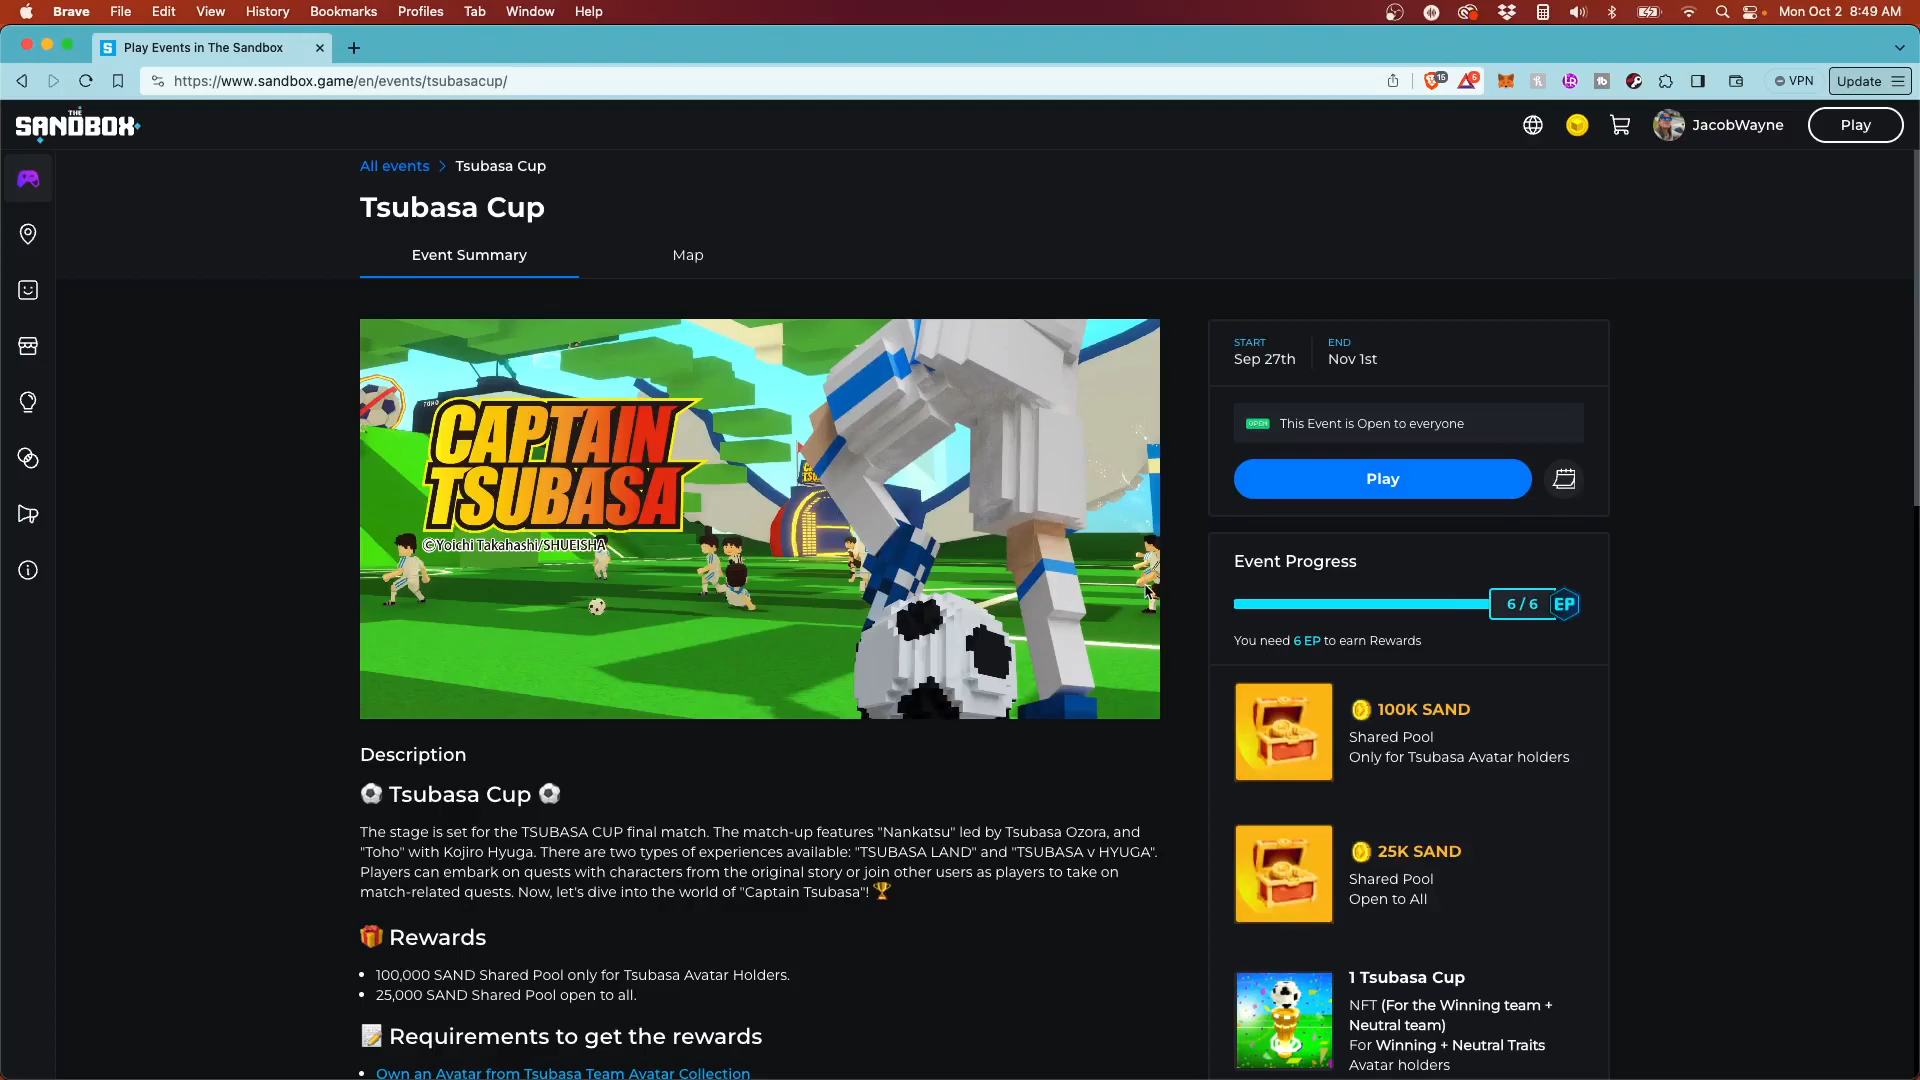 Brave File Edit View History Bookmarks Profiles Tab Window Help
Mon Oct 2 8:49 AM
Play Events in The Sandbox
https://www.sandbox.game/en/events/tsubasacup/
15
5
VPN
Update
THE
SANDBOX
JacobWayne
Play
All events > Tsubasa Cup
Tsubasa Cup
Event Summary
Map
CAPTAIN
TSUBASA
©Yoichi Takahashi/SHUEISHA
START
Sep 27th
END
Nov 1st
OPEN This Event is Open to everyone
Play
Event Progress
6 / 6 EP
You need 6 EP to earn Rewards
100K SAND
Shared Pool
Only for Tsubasa Avatar holders
25K SAND
Shared Pool
Open to All
1 Tsubasa Cup
NFT (For the Winning team +
Neutral team)
For Winning + Neutral Traits
Avatar holders
Description
⚽ Tsubasa Cup ⚽
The stage is set for the TSUBASA CUP final match. The match-up features "Nankatsu" led by Tsubasa Ozora, and
"Toho" with Kojiro Hyuga. There are two types of experiences available: "TSUBASA LAND" and "TSUBASA v HYUGA".
Players can embark on quests with characters from the original story or join other users as players to take on
match-related quests. Now, let's dive into the world of "Captain Tsubasa"! 🏆
🎁 Rewards
• 100,000 SAND Shared Pool only for Tsubasa Avatar Holders.
• 25,000 SAND Shared Pool open to all.
📝 Requirements to get the rewards
• Own an Avatar from Tsubasa Team Avatar Collection